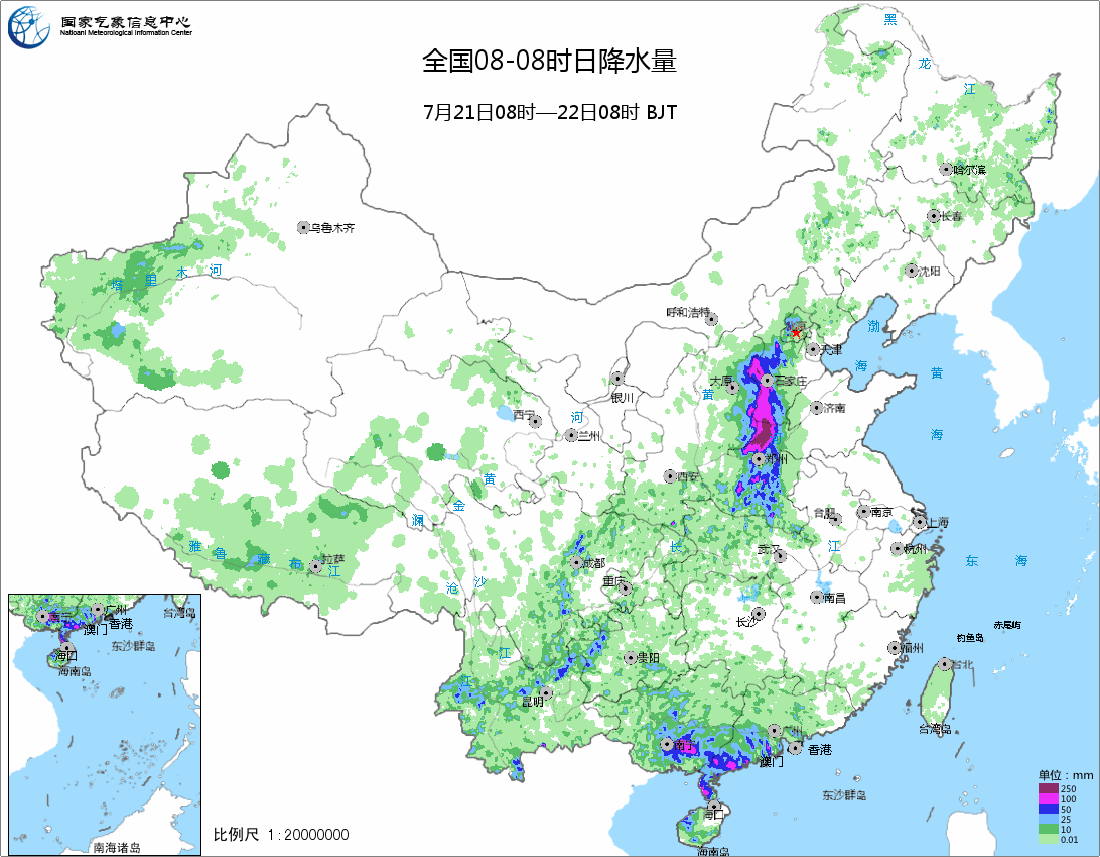 国家气象信息中心
Naitioanl Meteorological Information Center
全国08-08时日降水量
7月21日08时—22日08时 BJT
黑
龙
江
哈尔滨
长春
乌鲁木齐
塔 里 木 河
沈阳
呼和浩特
渤
天津
海
黄
太原
石家庄
银川
黄
济南
西宁
河
兰州
海
郑州
西安
黄
金
澜
合肥
南京
上海
雅 鲁 藏 布 江
拉萨
长
武汉
江
杭州
东 海
成都
沧 沙
重庆
南昌
长沙
赤尾屿
钓鱼岛
江
贵阳
福州
台北
江
昆明
台湾岛
南宁
广州
香港
澳门
海口
东沙群岛
海南岛
广州
台湾岛
香港
澳门
东沙群岛
海口
海南岛
南海诸岛
比例尺 1:20000000
单位：mm
250
100
50
25
10
0.01